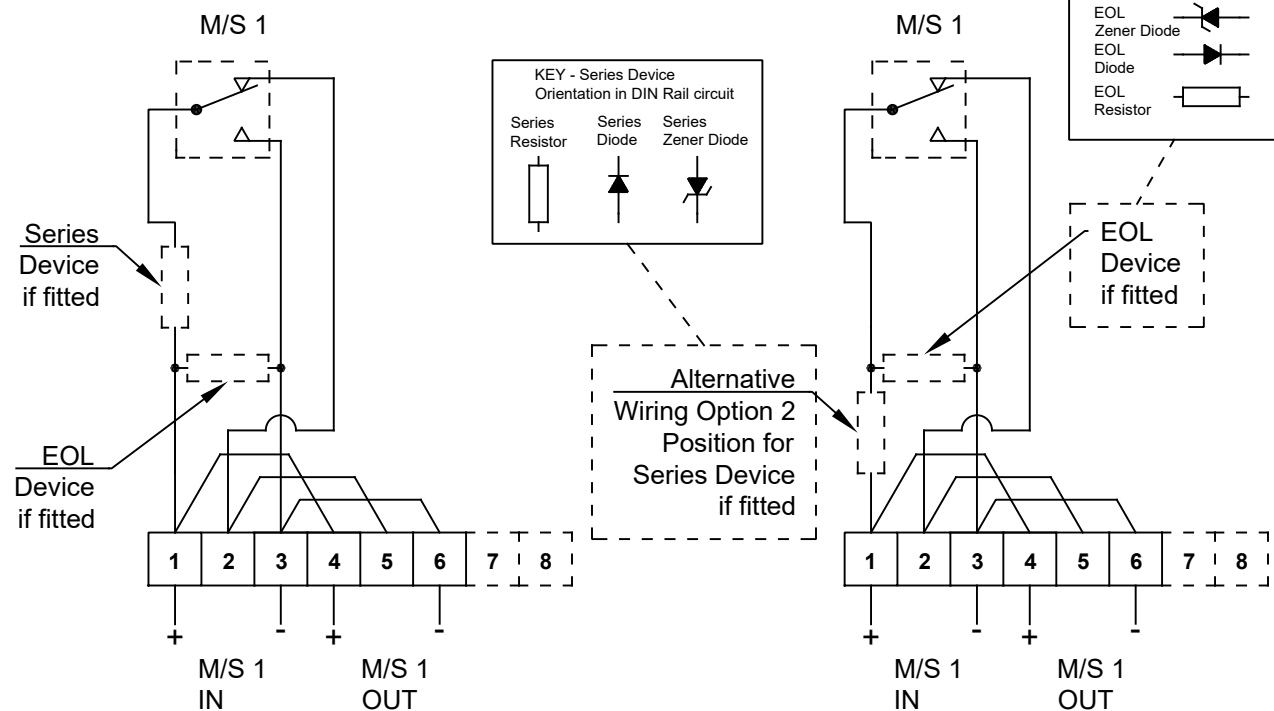 M/S 1
Series
Device
if fitted
EOL
Device
if fitted
1 2 3 4 5 6 7 8
+ - + -
M/S 1 M/S 1
IN OUT
KEY - Series Device
Orientation in DIN Rail circuit
Series Series Series
Resistor Diode Zener Diode
Alternative
Wiring Option 2
Position for
Series Device
if fitted
M/S 1
EOL
Zener Diode
EOL
Diode
EOL
Resistor
EOL
Device
if fitted
1 2 3 4 5 6 7 8
+ - + -
M/S 1 M/S 1
IN OUT